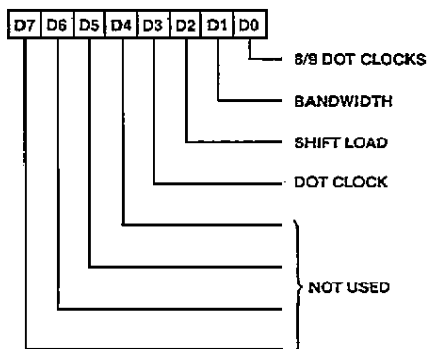 D7 D6 D5 D4 D3 D2 D1 D0
8/9 DOT CLOCKS
BANDWIDTH
SHIFT LOAD
DOT CLOCK
NOT USED